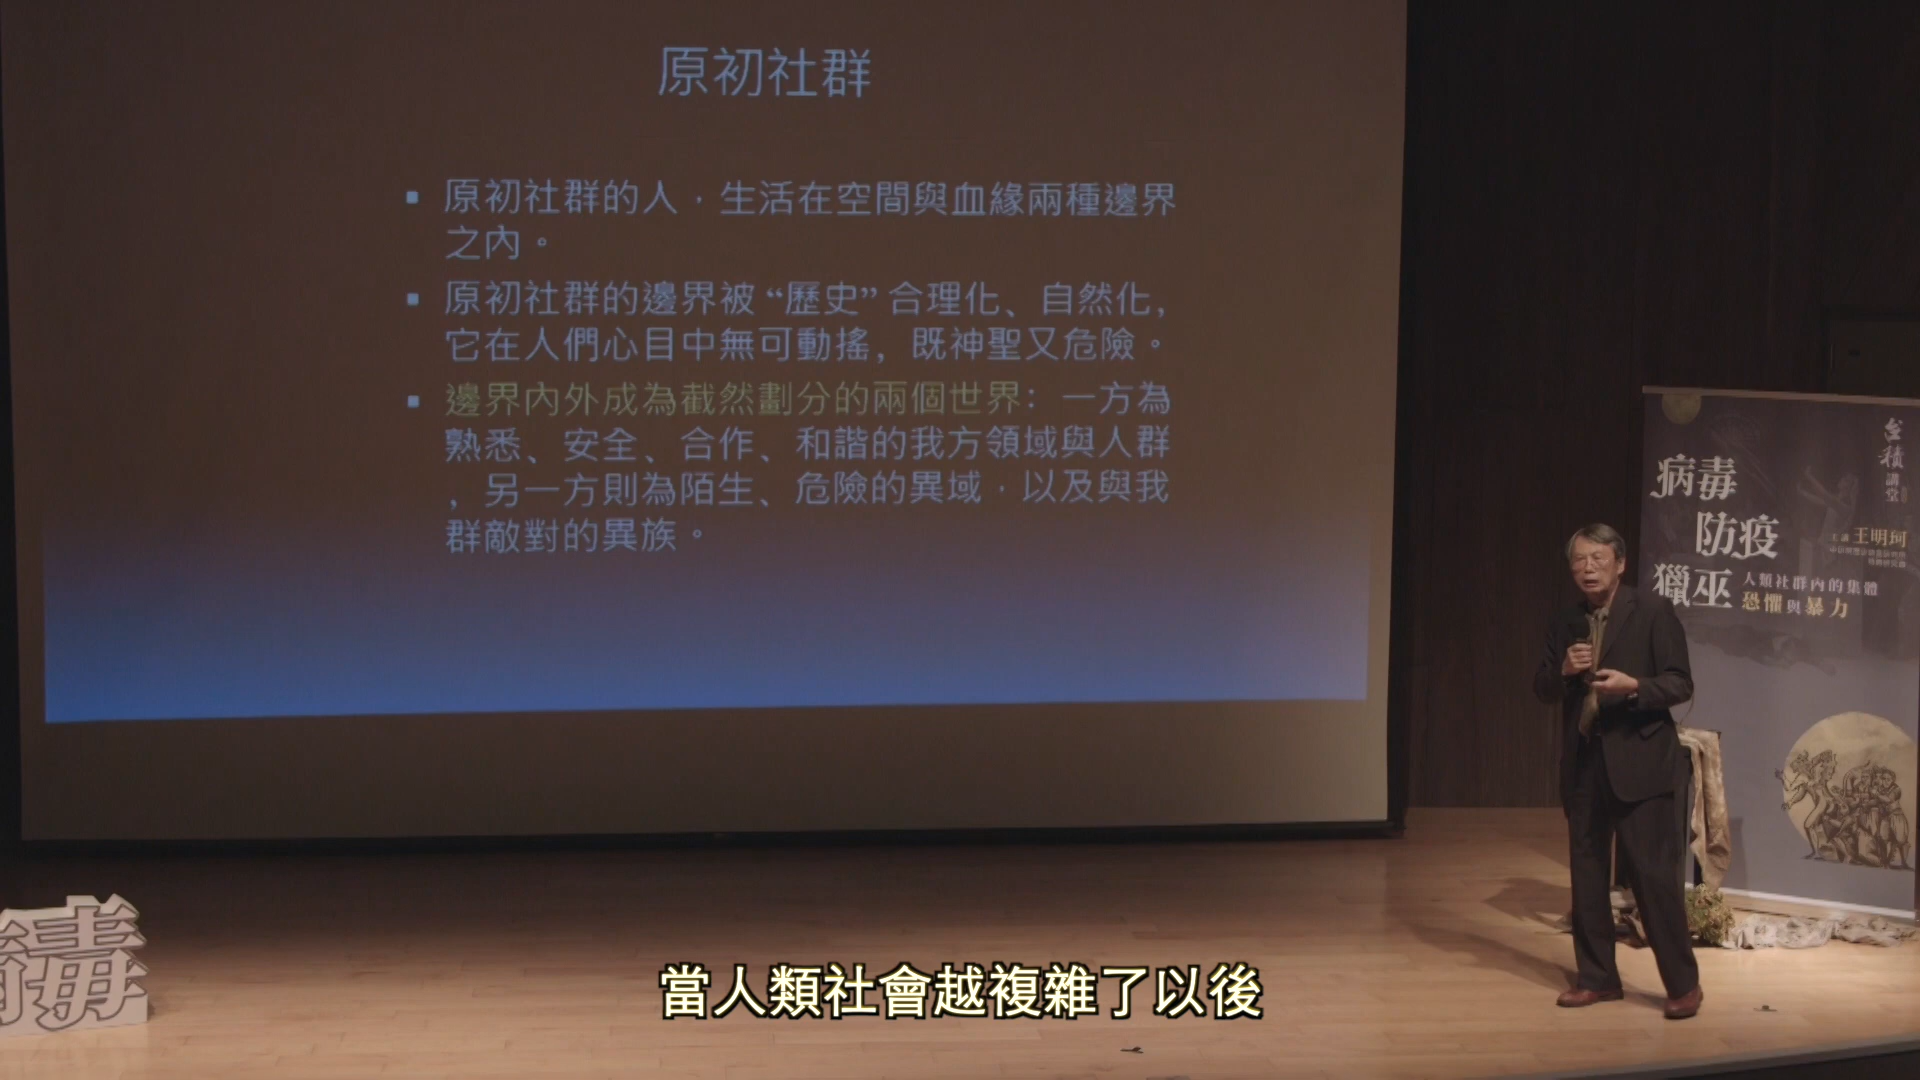 原初社群
▪ 原初社群的人，生活在空間與血緣兩種邊界
之內。
▪ 原初社群的邊界被“歷史”合理化、自然化，
它在人們心目中無可動搖，既神聖又危險。
▪ 邊界內外成為截然劃分的兩個世界：一方為
熟悉、安全、合作、和諧的我方領域與人群
，另一方則為陌生、危險的異域，以及與我
群敵對的異族。
台積
講堂
病毒
防疫
獵巫
主講 王明珂
人類社群內的集體
恐懼與暴力
毒
當人類社會越複雜了以後